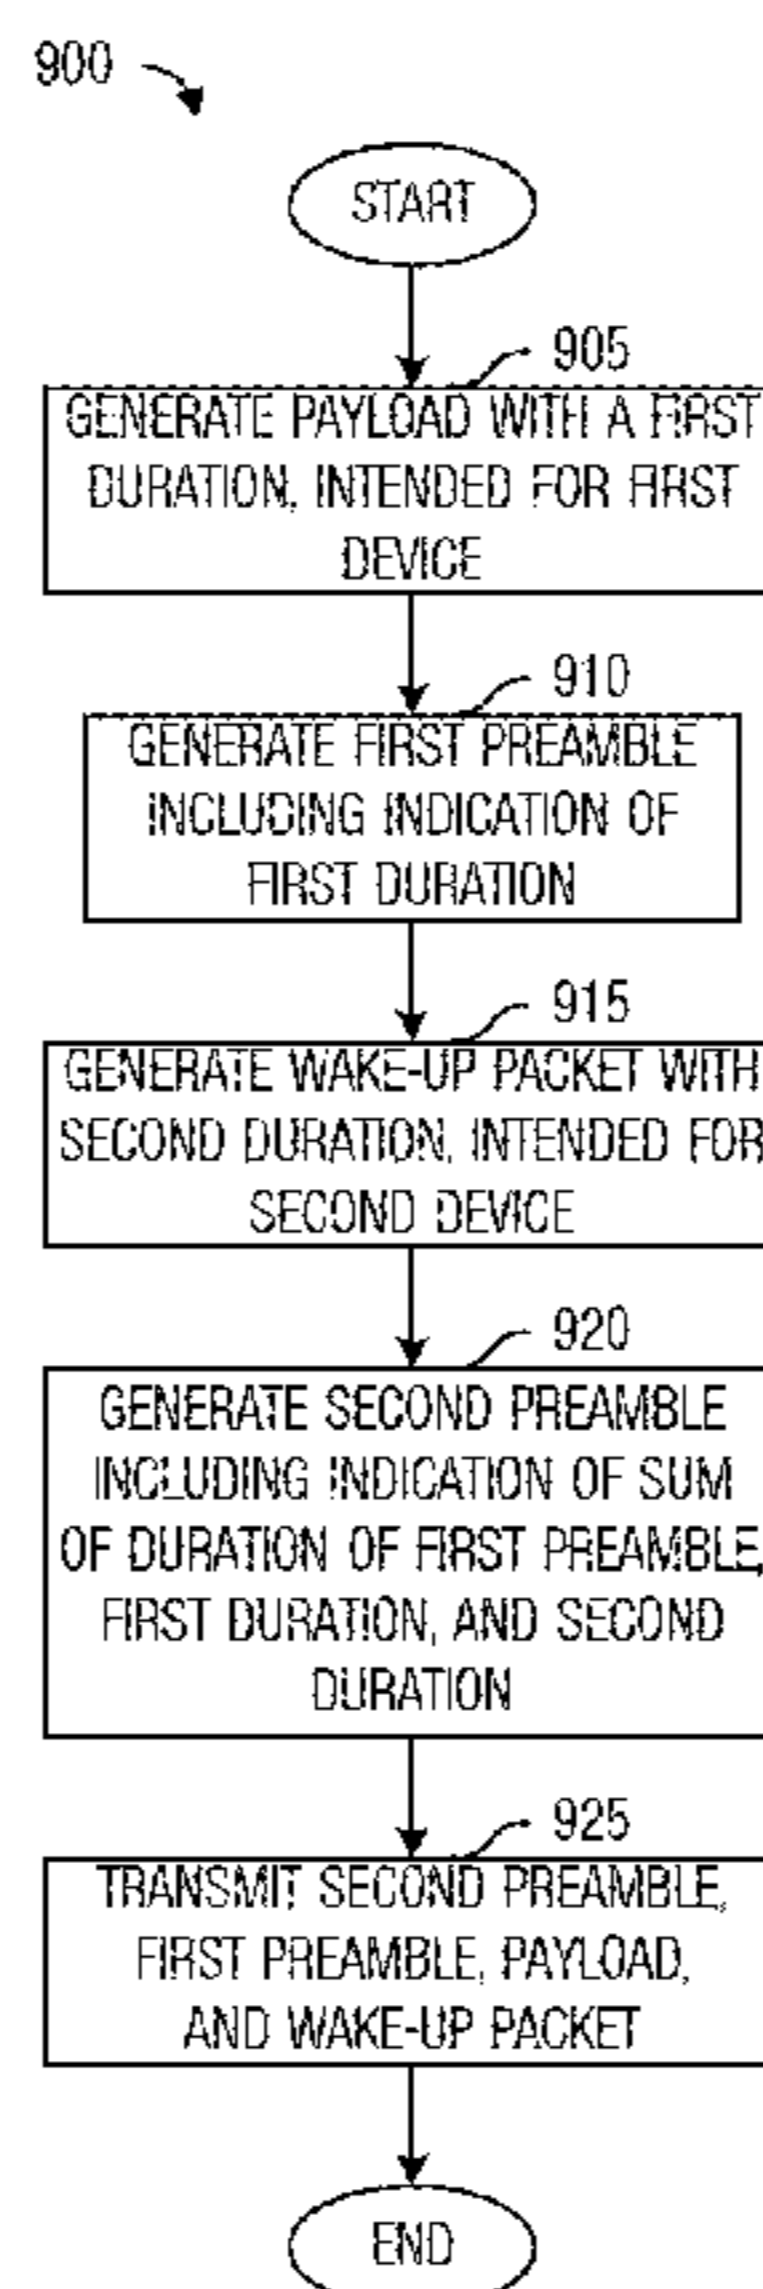 900
START
905
GENERATE PAYLOAD WITH A FIRST
DURATION, INTENDED FOR FIRST
DEVICE
910
GENERATE FIRST PREAMBLE
INCLUDING INDICATION OF
FIRST DURATION
915
GENERATE WAKE-UP PACKET WITH
SECOND DURATION, INTENDED FOR
SECOND DEVICE
920
GENERATE SECOND PREAMBLE
INCLUDING INDICATION OF SUM
OF DURATION OF FIRST PREAMBLE,
FIRST DURATION, AND SECOND
DURATION
925
TRANSMIT SECOND PREAMBLE,
FIRST PREAMBLE, PAYLOAD,
AND WAKE-UP PACKET
END